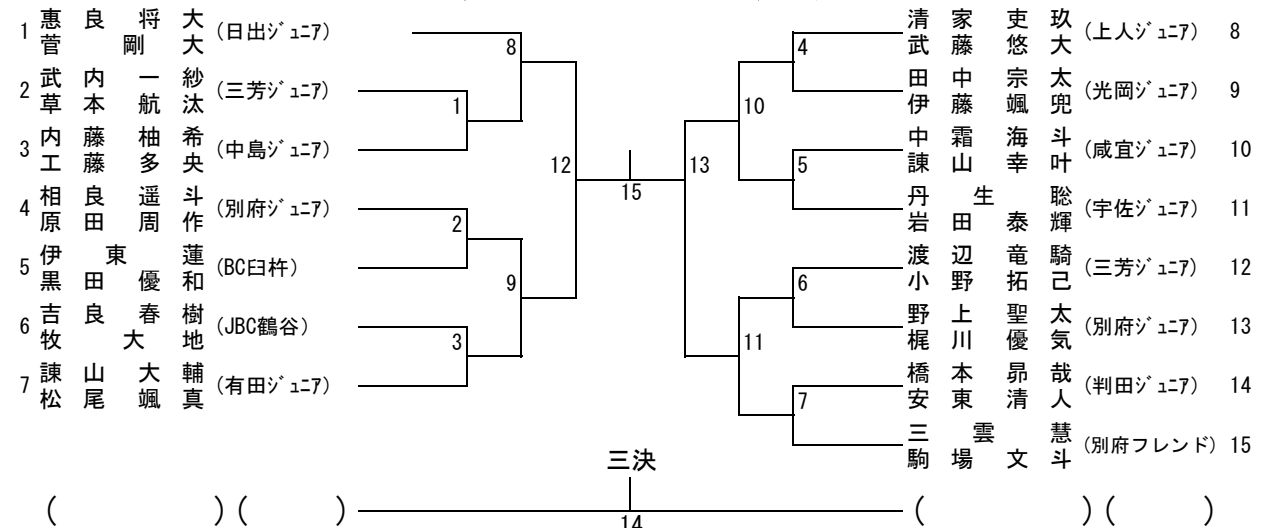 1 惠良将大 (日出ジュニア)
菅剛大
2 武内一紗 (三芳ジュニア)
草本航汰
3 内藤柚希 (中島ジュニア)
工藤多央
4 相良遥斗 (別府ジュニア)
原田周作
5 伊東蓮 (BC臼杵)
黒田優和
6 吉良春樹 (JBC鶴谷)
牧大地
7 諌山大輔 (有田ジュニア)
松尾颯真
8
1
12
2
9
3
15
4
10
13
5
6
11
7
清家吏玖 (上人ジュニア) 8
武藤悠大
田中宗太 (光岡ジュニア) 9
伊藤颯兜
中霜海斗 (咸宜ジュニア) 10
諌山幸叶
丹生聡 (宇佐ジュニア) 11
岩田泰輝
渡辺竜騎 (三芳ジュニア) 12
小野拓己
野上聖太 (別府ジュニア) 13
梶川優気
橋本昂哉 (判田ジュニア) 14
安東清人
三雲慧 (別府フレンド) 15
駒場文斗
三決
( ) ( ) 14 ( ) ( )